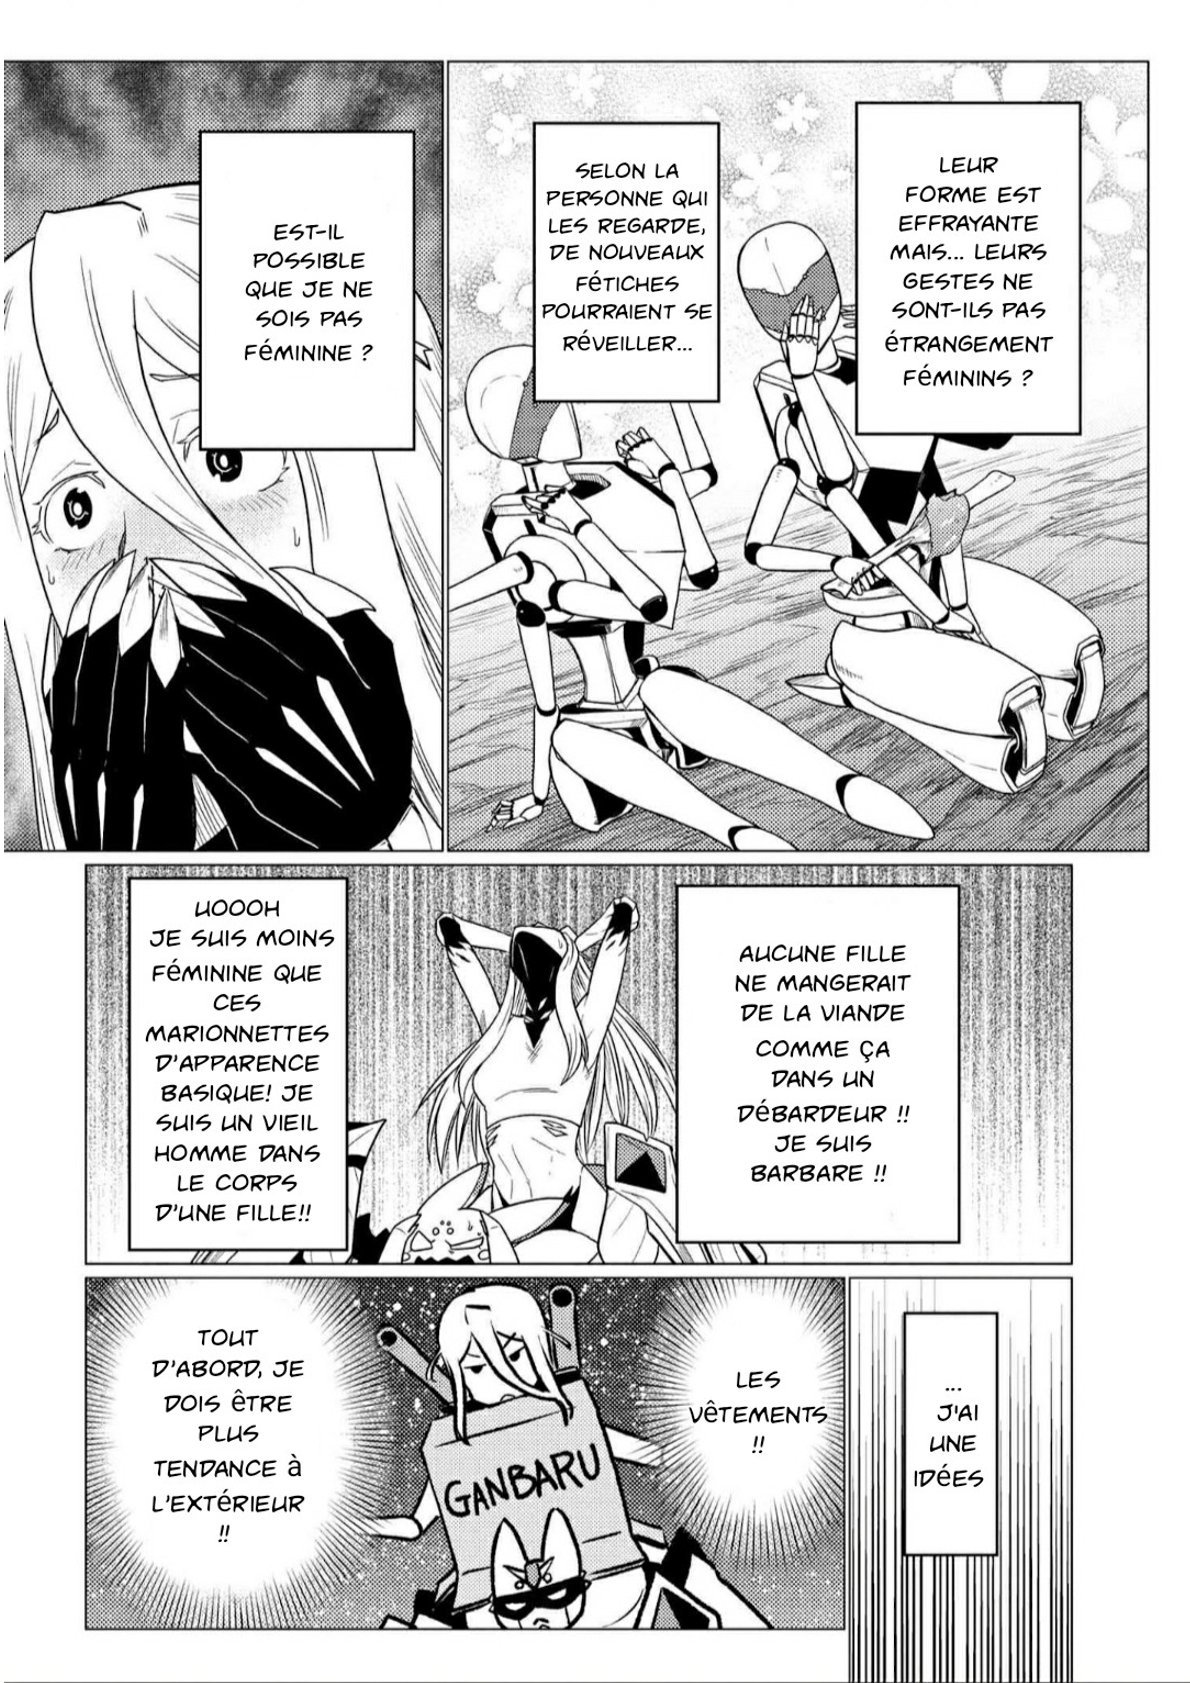 LEUR
FORME EST
EFFRAYANTE
MAIS... LEURS
GESTES NE
SONT-ILS PAS
ÉTRANGEMENT
FÉMININS ?
SELON LA
PERSONNE QUI
LES REGARDE,
DE NOUVEAUX
FÉTICHES
POURRAIENT SE
RÉVEILLER...
EST-IL
POSSIBLE
QUE JE NE
SOIS PAS
FÉMININE ?
AUCUNE FILLE
NE MANGERAIT
DE LA VIANDE
COMME ÇA
DANS UN
DÉBARDEUR !!
JE SUIS
BARBARE !!
UOOOH
JE SUIS MOINS
FÉMININE QUE
CES
MARIONNETTES
D'APPARENCE
BASIQUE! JE
SUIS UN VIEIL
HOMME DANS
LE CORPS
D'UNE FILLE!!
...
J'AI
UNE
IDÉES
LES
VÊTEMENTS
!!
GANBARU
TOUT
D'ABORD, JE
DOIS ÊTRE
PLUS
TENDANCE À
L'EXTÉRIEUR
!!